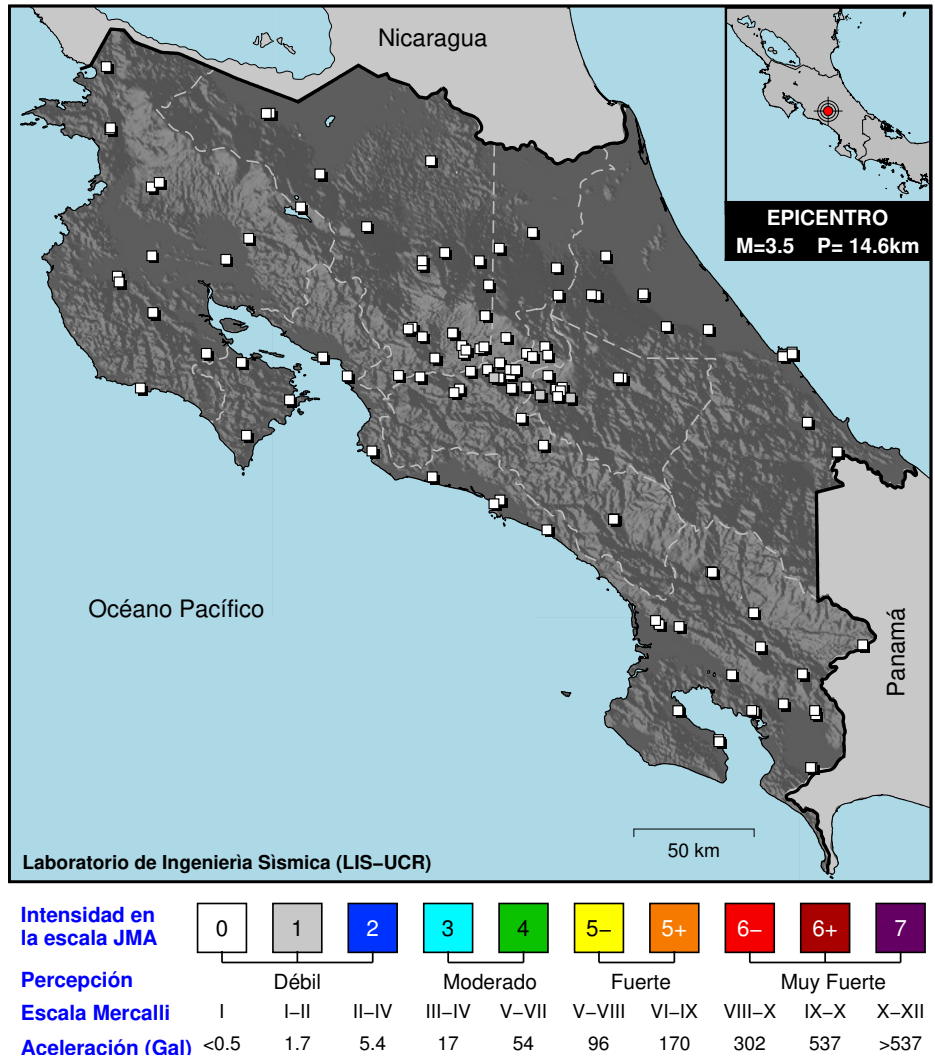 Nicaragua
EPICENTRO
M=3.5 P= 14.6km
Océano Pacífico
Panamá
50 km
Laboratorio de Ingenierìa Sìsmica (LIS–UCR)
Intensidad en
la escala JMA
0 1 2 3 4 5– 5+ 6– 6+ 7
Percepción Débil Moderado Fuerte Muy Fuerte
Escala Mercalli I I–II II–IV III–IV V–VII V–VIII VI–IX VIII–X IX–X X–XII
Aceleración (Gal) <0.5 1.7 5.4 17 54 96 170 302 537 >537